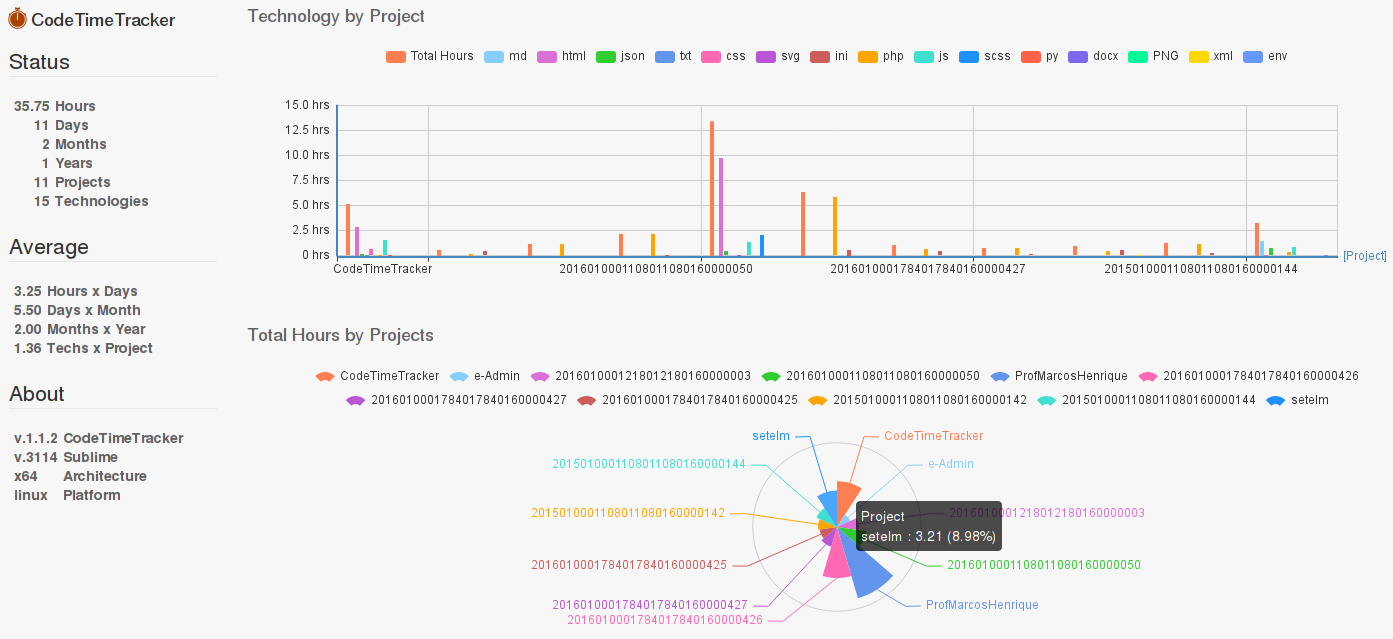 CodeTimeTracker
Status
35.75 Hours
11 Days
2 Months
1 Years
11 Projects
15 Technologies
Average
3.25 Hours x Days
5.50 Days x Month
2.00 Months x Year
1.36 Techs x Project
About
v.1.1.2 CodeTimeTracker
v.3114 Sublime
x64 Architecture
linux Platform
Technology by Project
Total Hours md html json txt css svg ini php js scss py docx PNG xml env
15.0 hrs
12.5 hrs
10.0 hrs
7.5 hrs
5.0 hrs
2.5 hrs
0 hrs
CodeTimeTracker 2016010001108011080160000050 2016010001784017840160000427 2015010001108011080160000144 [Project]
Total Hours by Projects
CodeTimeTracker e-Admin 2016010001218012180160000003 2016010001108011080160000050 ProfMarcosHenrique 2016010001784017840160000426
2016010001784017840160000427 2016010001784017840160000425 2015010001108011080160000142 2015010001108011080160000144 setelm
setelm CodeTimeTracker
2015010001108011080160000144 e-Admin
2015010001108011080160000142 2016010001218012180160000003
Project
setelm : 3.21 (8.98%)
2016010001784017840160000425 2016010001108011080160000050
2016010001784017840160000427 ProfMarcosHenrique
2016010001784017840160000426